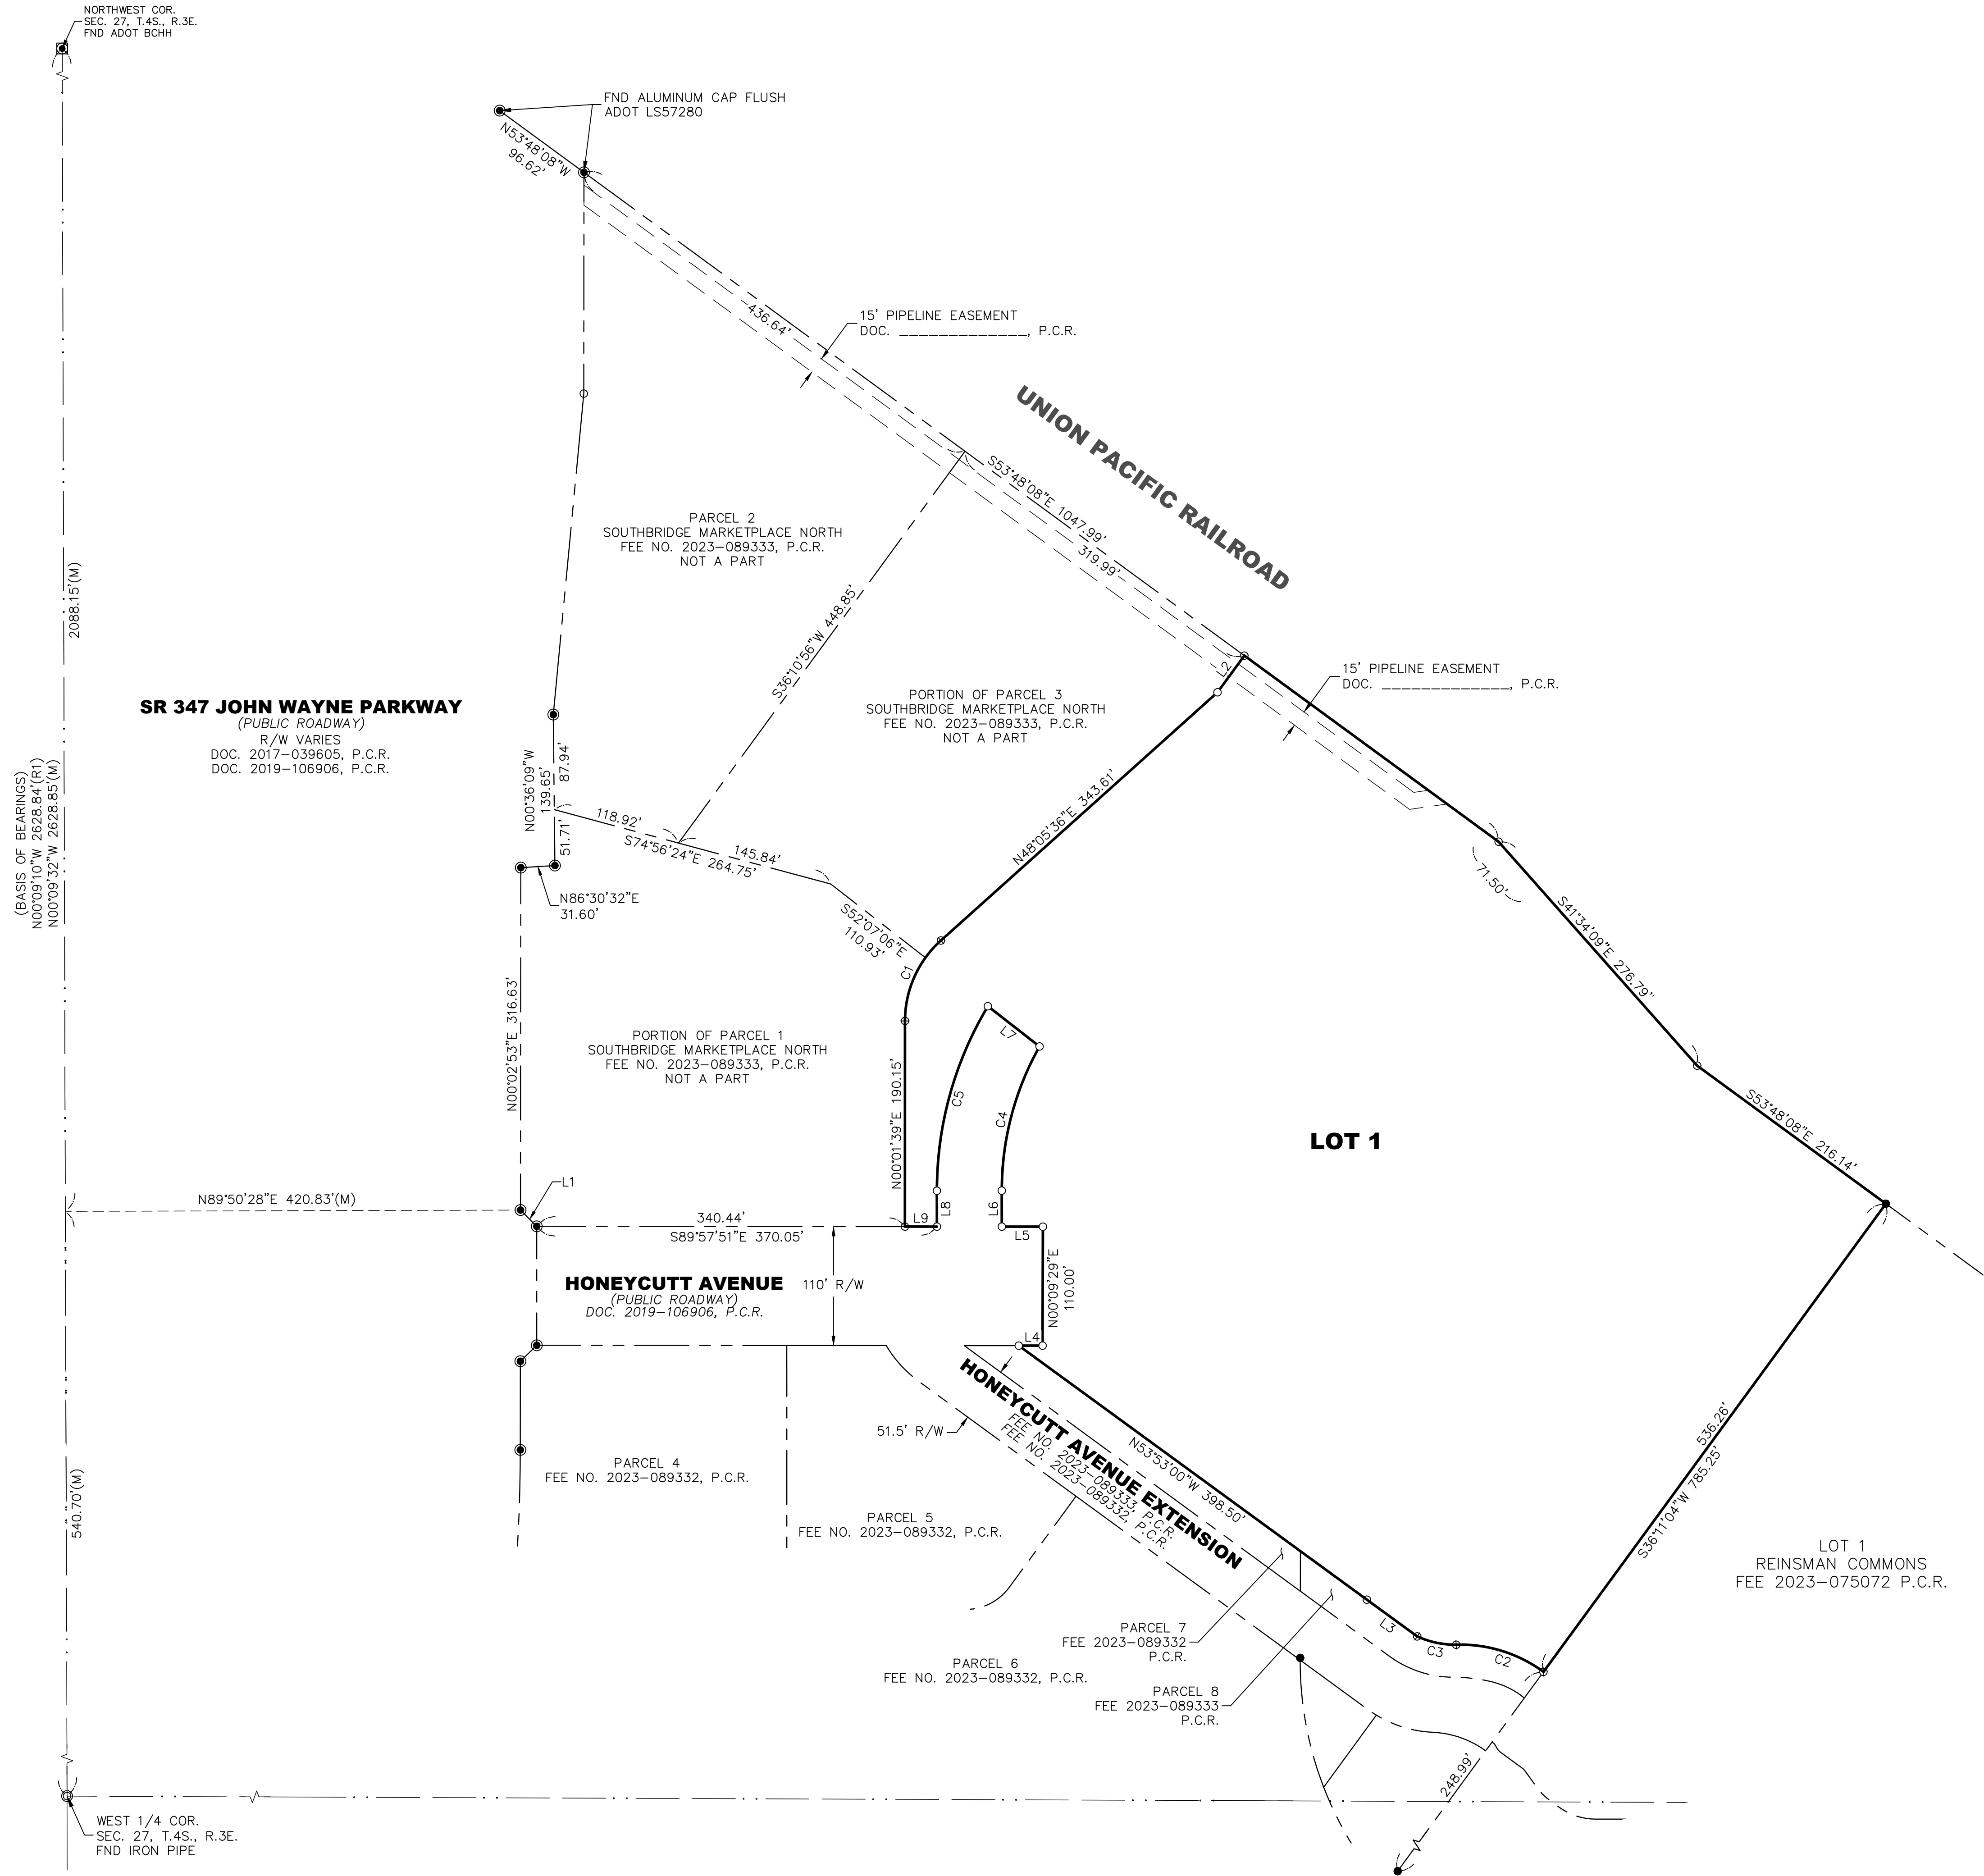 NORTHWEST COR.
SEC. 27, T.4S., R.3E.
FND ADOT BCHH
FND ALUMINUM CAP FLUSH
ADOT LS57280
N53°48'08"W
96.62'
436.64'
15' PIPELINE EASEMENT
DOC. _____________, P.C.R.
UNION PACIFIC RAILROAD
S53°48'08"E 1047.99'
319.99'
PARCEL 2
SOUTHBRIDGE MARKETPLACE NORTH
FEE NO. 2023-089333, P.C.R.
NOT A PART
2088.15'(M)
S36°10'56"W 448.85'
L2
15' PIPELINE EASEMENT
DOC. _____________, P.C.R.
SR 347 JOHN WAYNE PARKWAY
(PUBLIC ROADWAY)
R/W VARIES
DOC. 2017-039605, P.C.R.
DOC. 2019-106906, P.C.R.
PORTION OF PARCEL 3
SOUTHBRIDGE MARKETPLACE NORTH
FEE NO. 2023-089333, P.C.R.
NOT A PART
(BASIS OF BEARINGS)
N00°09'10"W 2628.84'(R1)
N00°09'32"W 2628.85'(M)
N00°36'09"W
139.65'
87.94'
51.71'
118.92'
145.84'
S74°56'24"E 264.75'
N48°05'36"E 343.61'
71.50'
N86°30'32"E
31.60'
S52°07'06"E
110.93'
S41°34'09"E 276.79''
C1
N00°02'53"E 316.63'
PORTION OF PARCEL 1
SOUTHBRIDGE MARKETPLACE NORTH
FEE NO. 2023-089333, P.C.R.
NOT A PART
L7
C5
C4
N00°01'39"E 190.15'
S53°48'08"E 216.14'
LOT 1
L1
N89°50'28"E 420.83'(M)
L8
L6
L9
L5
340.44'
S89°57'51"E 370.05'
HONEYCUTT AVENUE
(PUBLIC ROADWAY)
DOC. 2019-106906, P.C.R.
110' R/W
N00°09'29"E
110.00'
L4
HONEYCUTT AVENUE EXTENSION
FEE NO. 2023-089333, P.C.R.
FEE NO. 2023-089332, P.C.R.
51.5' R/W
N53°53'00"W 398.50'
536.26'
S36°11'04"W 785.25'
540.70'(M)
PARCEL 4
FEE NO. 2023-089332, P.C.R.
PARCEL 5
FEE NO. 2023-089332, P.C.R.
LOT 1
REINSMAN COMMONS
FEE 2023-075072 P.C.R.
L3
C3
C2
PARCEL 7
FEE 2023-089332
P.C.R.
PARCEL 6
FEE NO. 2023-089332, P.C.R.
PARCEL 8
FEE 2023-089333
P.C.R.
248.99'
WEST 1/4 COR.
SEC. 27, T.4S., R.3E.
FND IRON PIPE